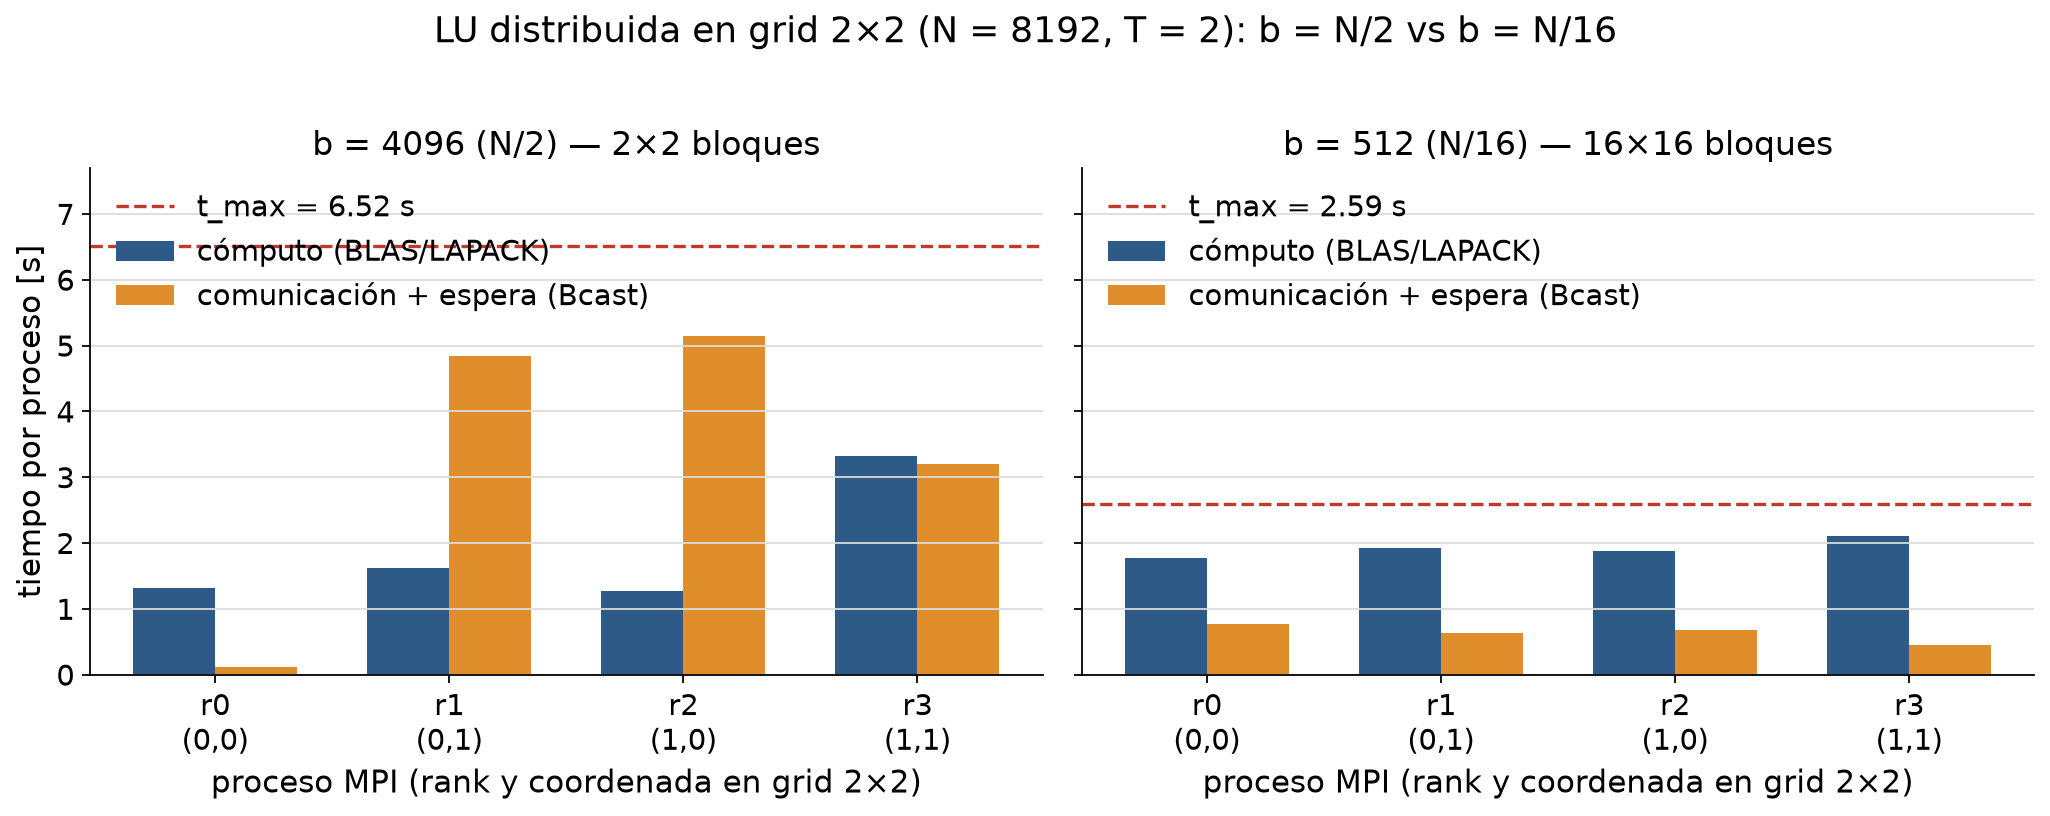 LU distribuida en grid 2×2 (N = 8192, T = 2): b = N/2 vs b = N/16
b = 4096 (N/2) — 2×2 bloques
t_max = 6.52 s
cómputo (BLAS/LAPACK)
comunicación + espera (Bcast)
tiempo por proceso [s]
7
6
5
4
3
2
1
0
r0
(0,0)
r1
(0,1)
r2
(1,0)
r3
(1,1)
proceso MPI (rank y coordenada en grid 2×2)
b = 512 (N/16) — 16×16 bloques
t_max = 2.59 s
cómputo (BLAS/LAPACK)
comunicación + espera (Bcast)
r0
(0,0)
r1
(0,1)
r2
(1,0)
r3
(1,1)
proceso MPI (rank y coordenada en grid 2×2)